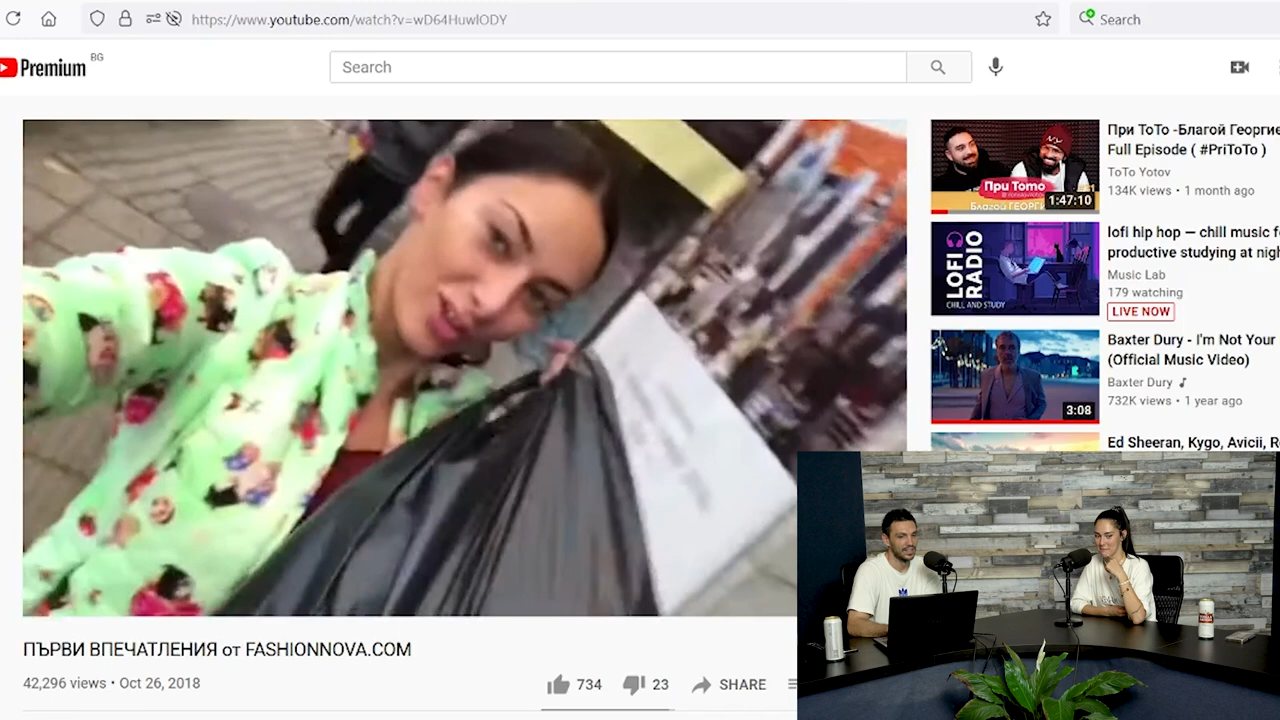 https://www.youtube.com/watch?v=wD64HuwlODY
Search
Premium BG
Search
ПЪРВИ ВПЕЧАТЛЕНИЯ от FASHIONNOVA.COM
42,296 views • Oct 26, 2018
734
23
SHARE
При Тото
1:47:10
При ToTo -Благой Георгие
Full Episode ( #PriToTo )
ToTo Yotov
134K views • 1 month ago
LOFI
RADIO
CHILL AND STUDY
lofi hip hop — chill music f
productive studying at nigh
Music Lab
179 watching
LIVE NOW
3:08
Baxter Dury - I'm Not Your
(Official Music Video)
Baxter Dury
732K views • 1 year ago
Ed Sheeran, Kygo, Avicii, R